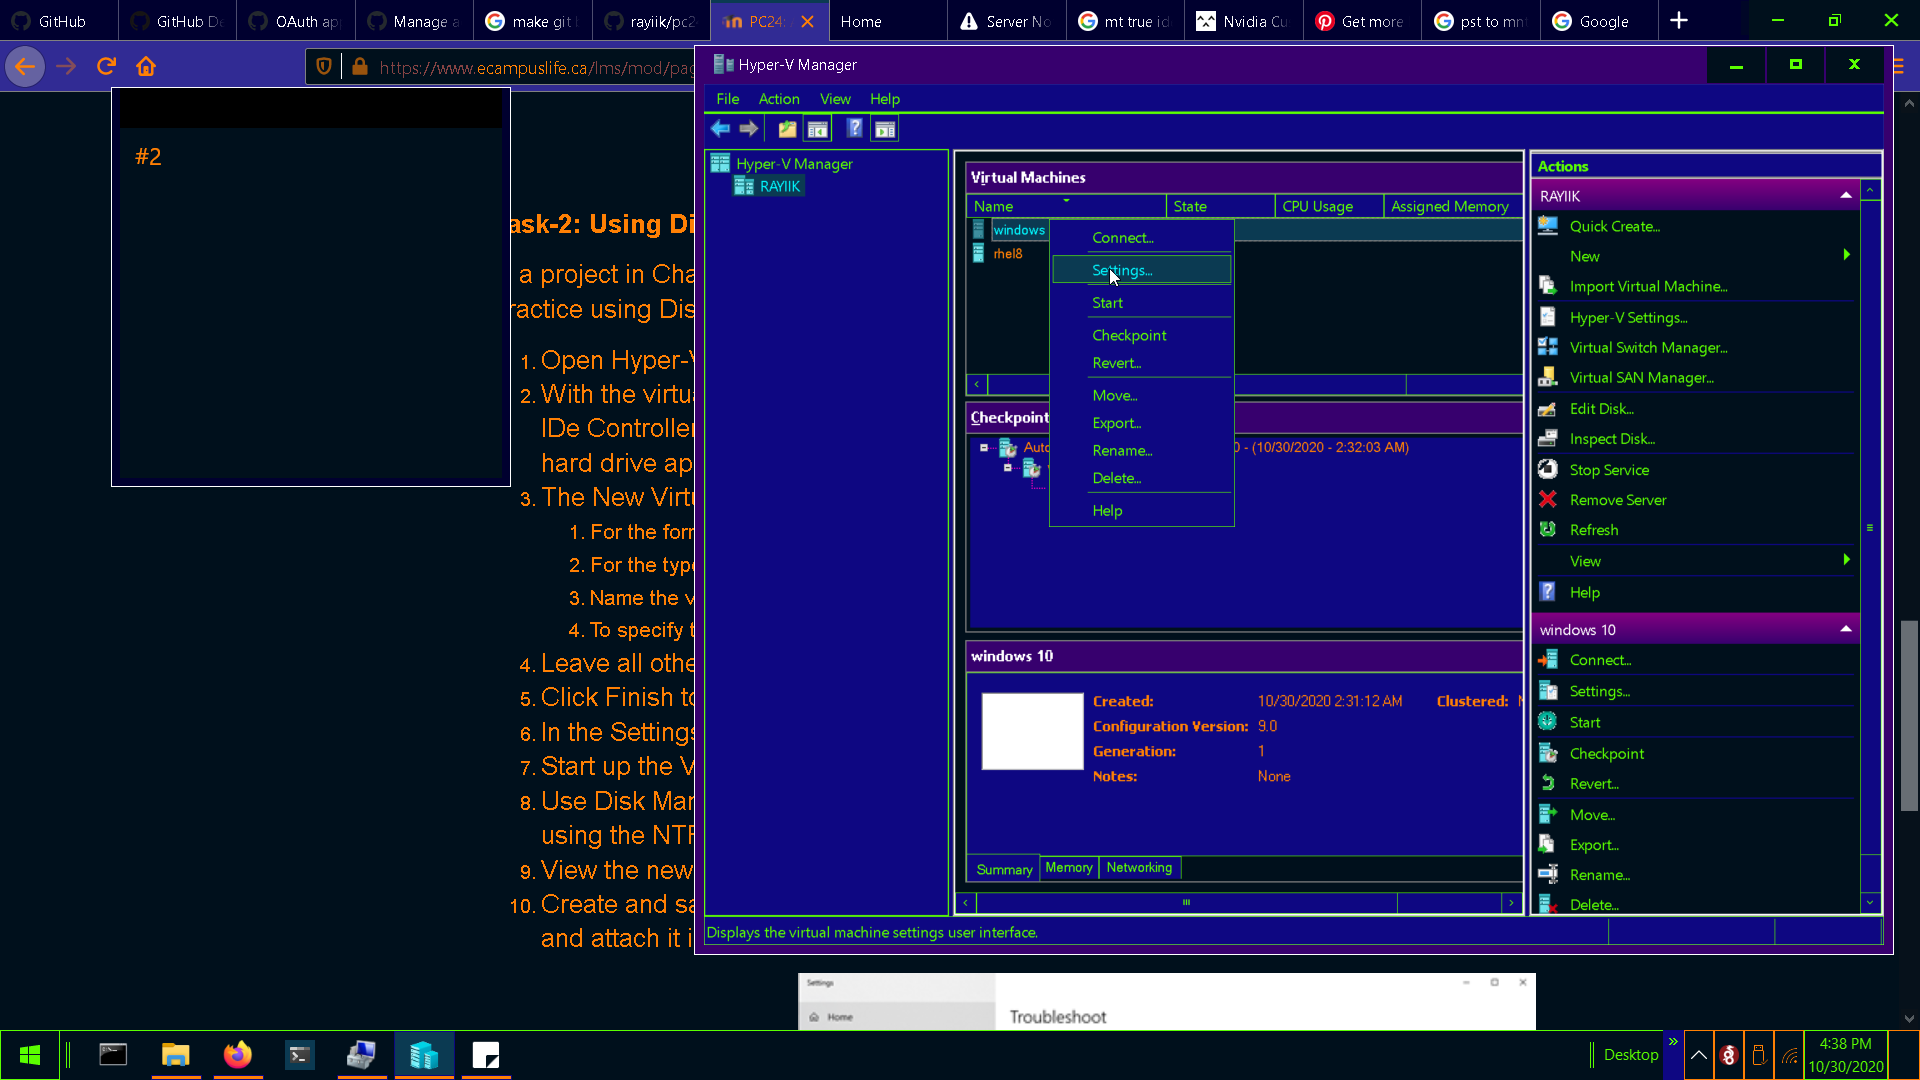 GitHub
GitHub De
OAuth ap
Manage a
make git
rayiik/pc2
PC24:
Home
Server No
mt true id
Nvidia Cu
Get more
pst to mnt
Google
https://www.ecampuslife.ca/lms/mod/pag
#2
ask-2: Using Di
a project in Cha
ractice using Dis
1. Open Hyper-V
2. With the virtua
IDe Controller
hard drive ap
3. The New Virtu
1. For the form
2. For the type
3. Name the v
4. To specify t
4. Leave all othe
5. Click Finish to
6. In the Settings
7. Start up the V
8. Use Disk Man
using the NTF
9. View the new
10. Create and sa
and attach it i
Hyper-V Manager
File
Action
View
Help
Hyper-V Manager
RAYIIK
Virtual Machines
Name
State
CPU Usage
Assigned Memory
windows
rhel8
Connect...
Settings...
Start
Checkpoint
Revert...
Move...
Export...
Rename...
Delete...
Help
Checkpoint
Auto
0 - (10/30/2020 - 2:32:03 AM)
windows 10
Created:
10/30/2020 2:31:12 AM
Clustered:
Configuration Version:
9.0
Generation:
1
Notes:
None
Summary
Memory
Networking
Displays the virtual machine settings user interface.
Actions
RAYIIK
Quick Create...
New
Import Virtual Machine...
Hyper-V Settings...
Virtual Switch Manager...
Virtual SAN Manager...
Edit Disk...
Inspect Disk...
Stop Service
Remove Server
Refresh
View
Help
windows 10
Connect...
Settings...
Start
Checkpoint
Revert...
Move...
Export...
Rename...
Delete...
Settings
Home
Troubleshoot
Desktop
4:38 PM
10/30/2020